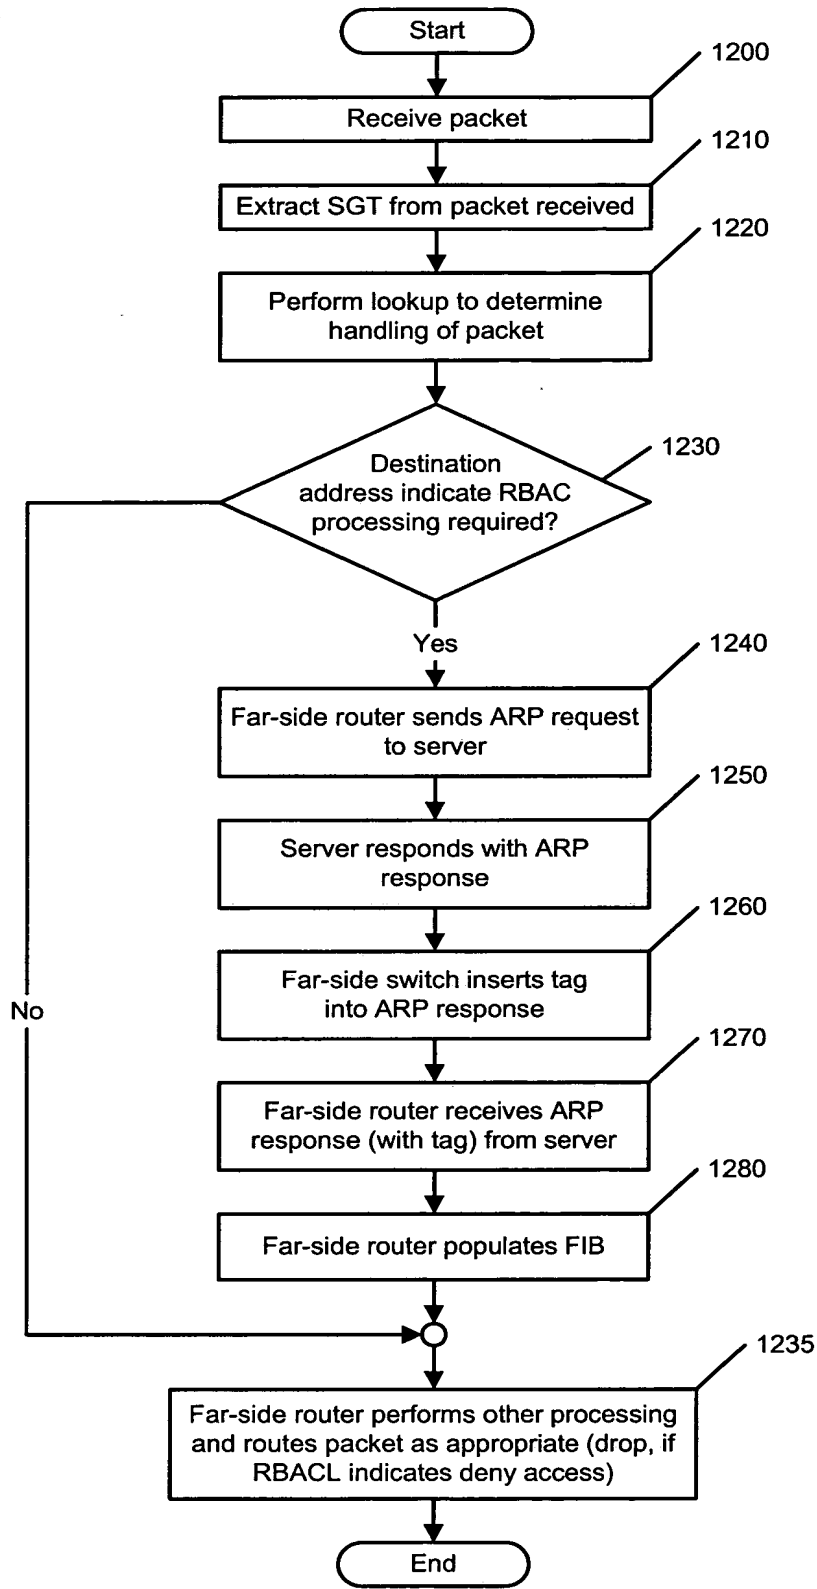 Start
1200
Receive packet
1210
Extract SGT from packet received
1220
Perform lookup to determine
handling of packet
1230
Destination
address indicate RBAC
processing required?
Yes
1240
Far-side router sends ARP request
to server
1250
Server responds with ARP
response
1260
Far-side switch inserts tag
into ARP response
No
1270
Far-side router receives ARP
response (with tag) from server
1280
Far-side router populates FIB
1235
Far-side router performs other processing
and routes packet as appropriate (drop, if
RBACL indicates deny access)
End